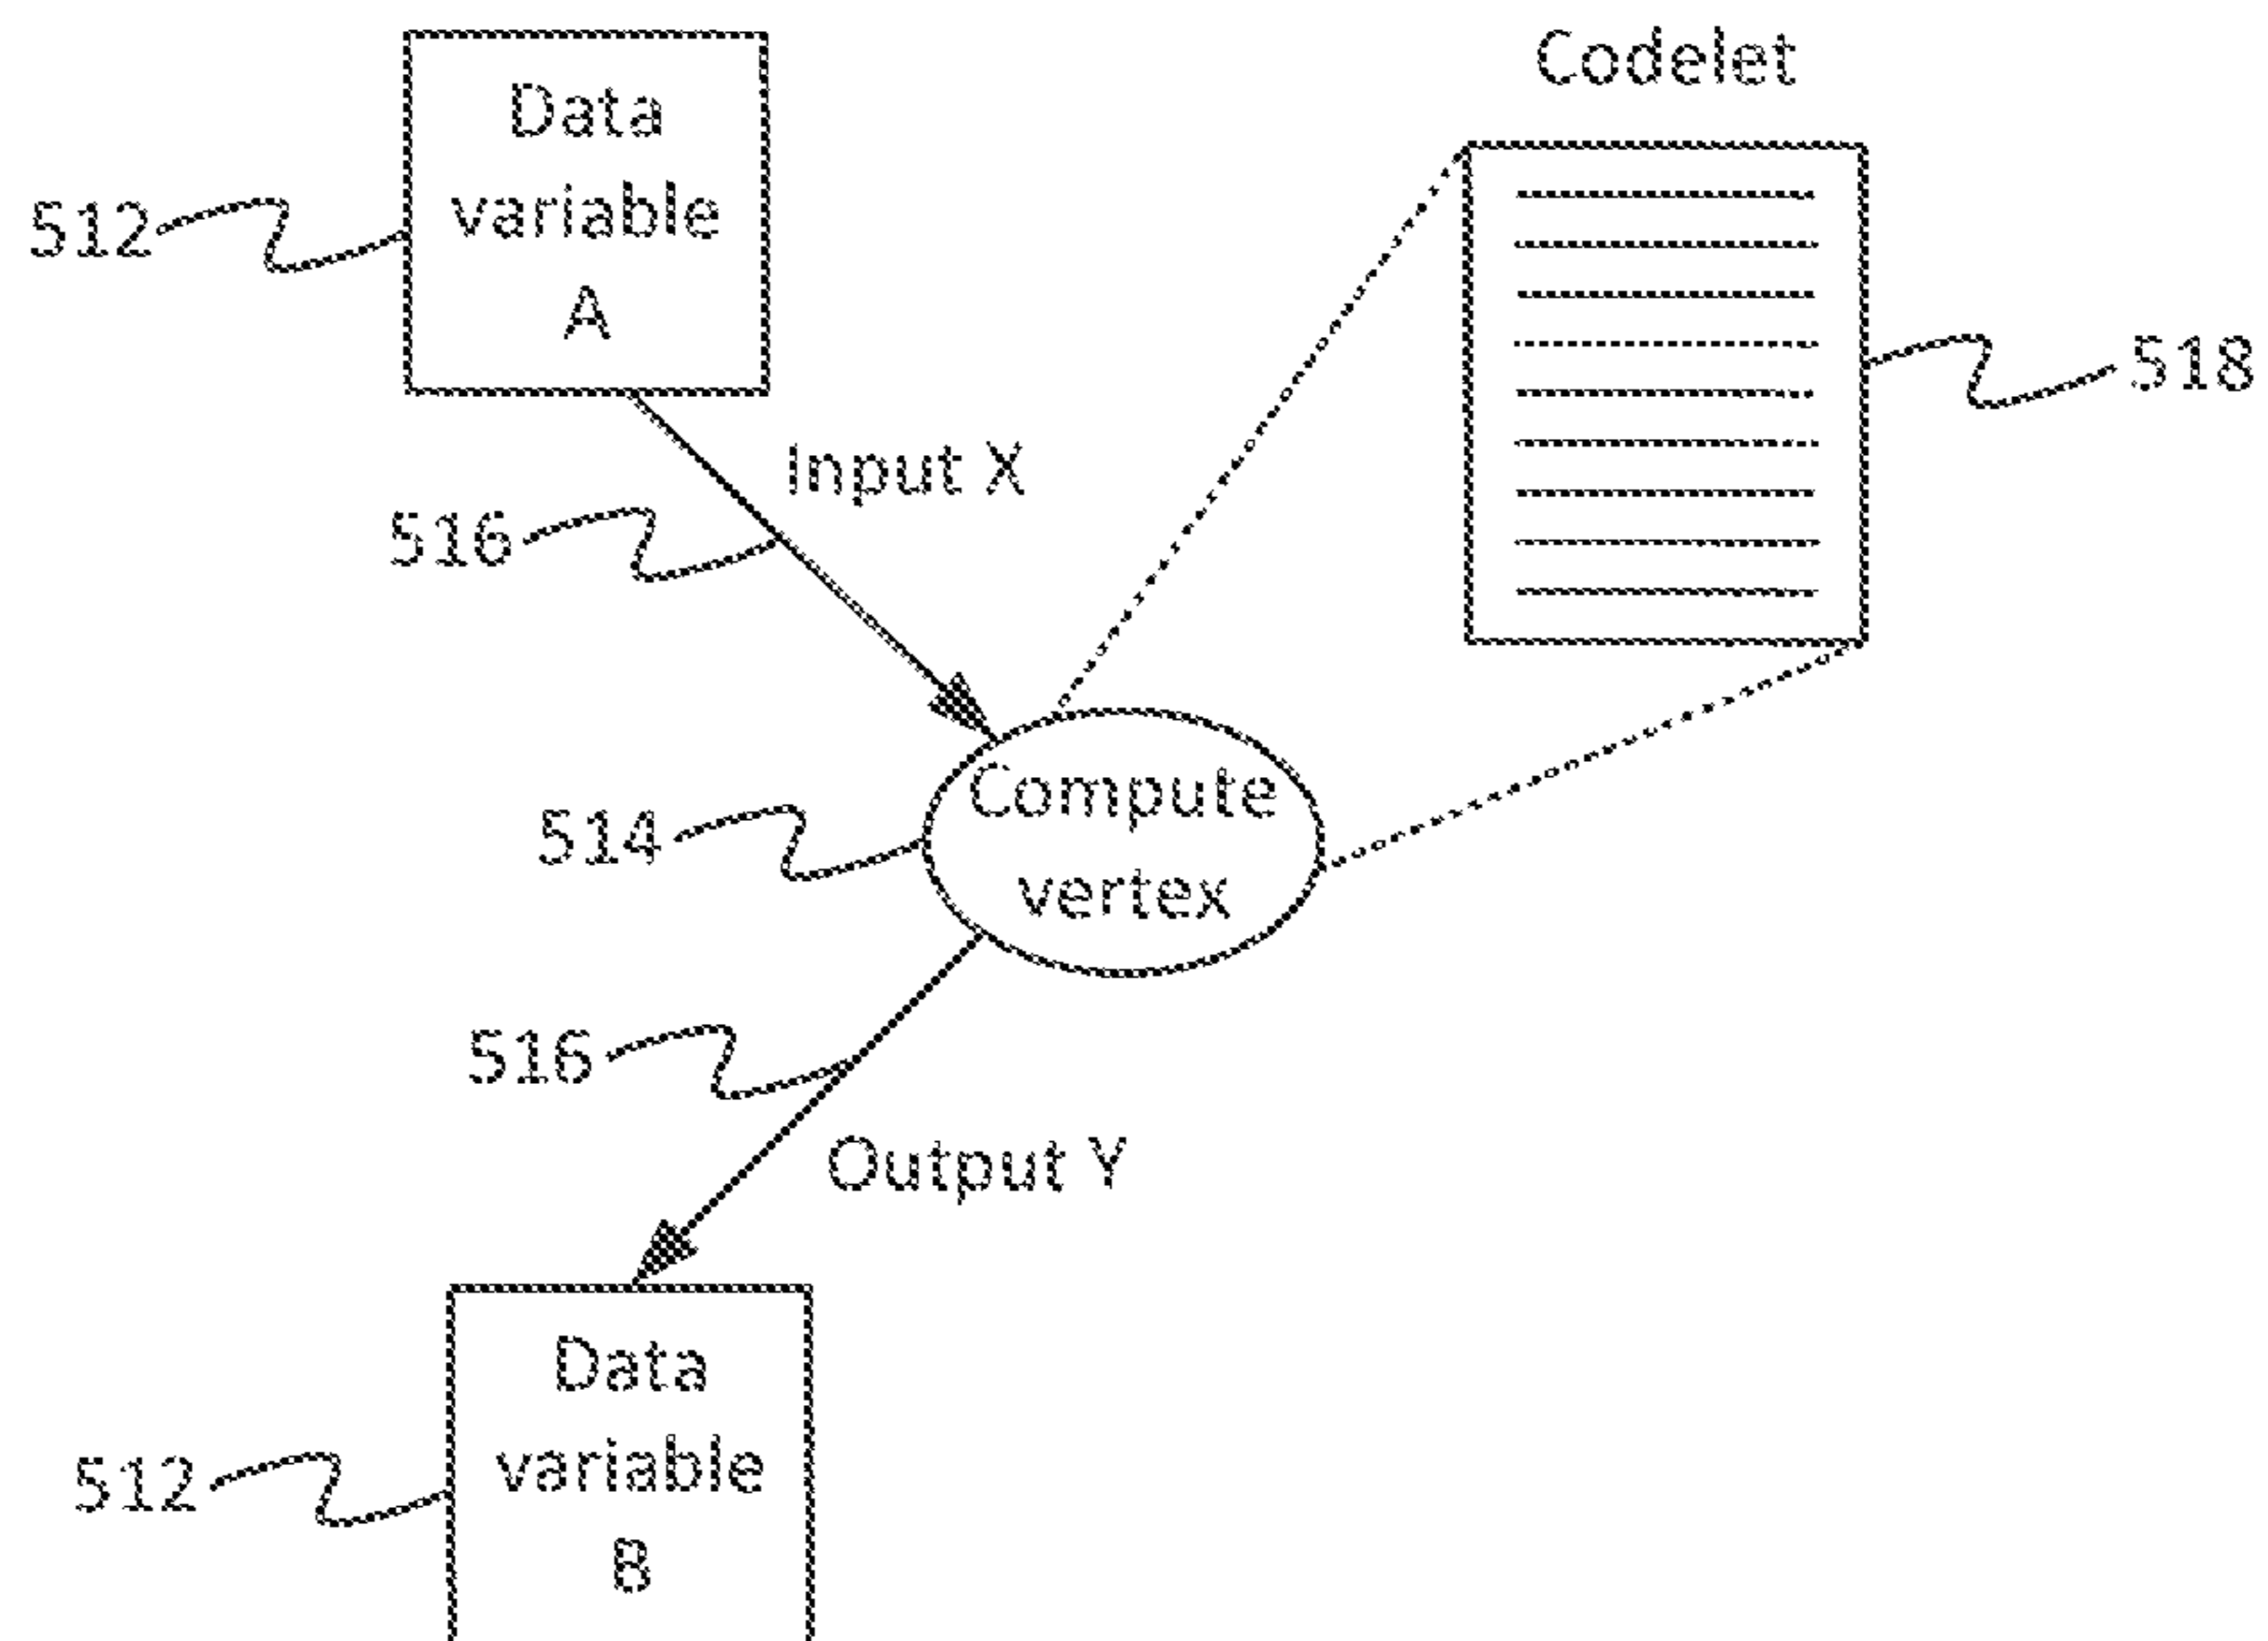 Codelet
Data
variable
A
512
518
Input X
516
Compute
vertex
514
516
Output Y
Data
variable
B
512